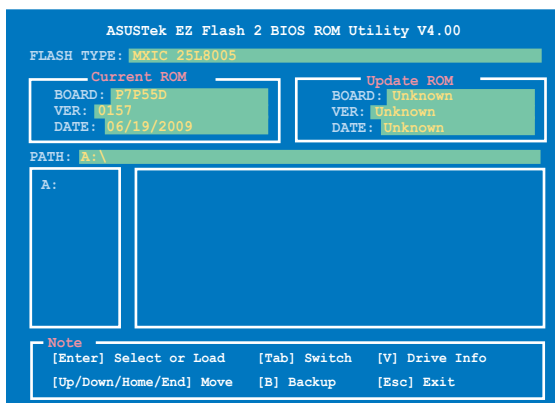 ASUSTek EZ Flash 2 BIOS ROM Utility V4.00
FLASH TYPE: MXIC 25L8005
Current ROM
BOARD: P7P55D
VER: 0157
DATE: 06/19/2009
Update ROM
BOARD: Unknown
VER: Unknown
DATE: Unknown
PATH: A:\
A:
Note
[Enter] Select or Load [Tab] Switch [V] Drive Info
[Up/Down/Home/End] Move [B] Backup [Esc] Exit